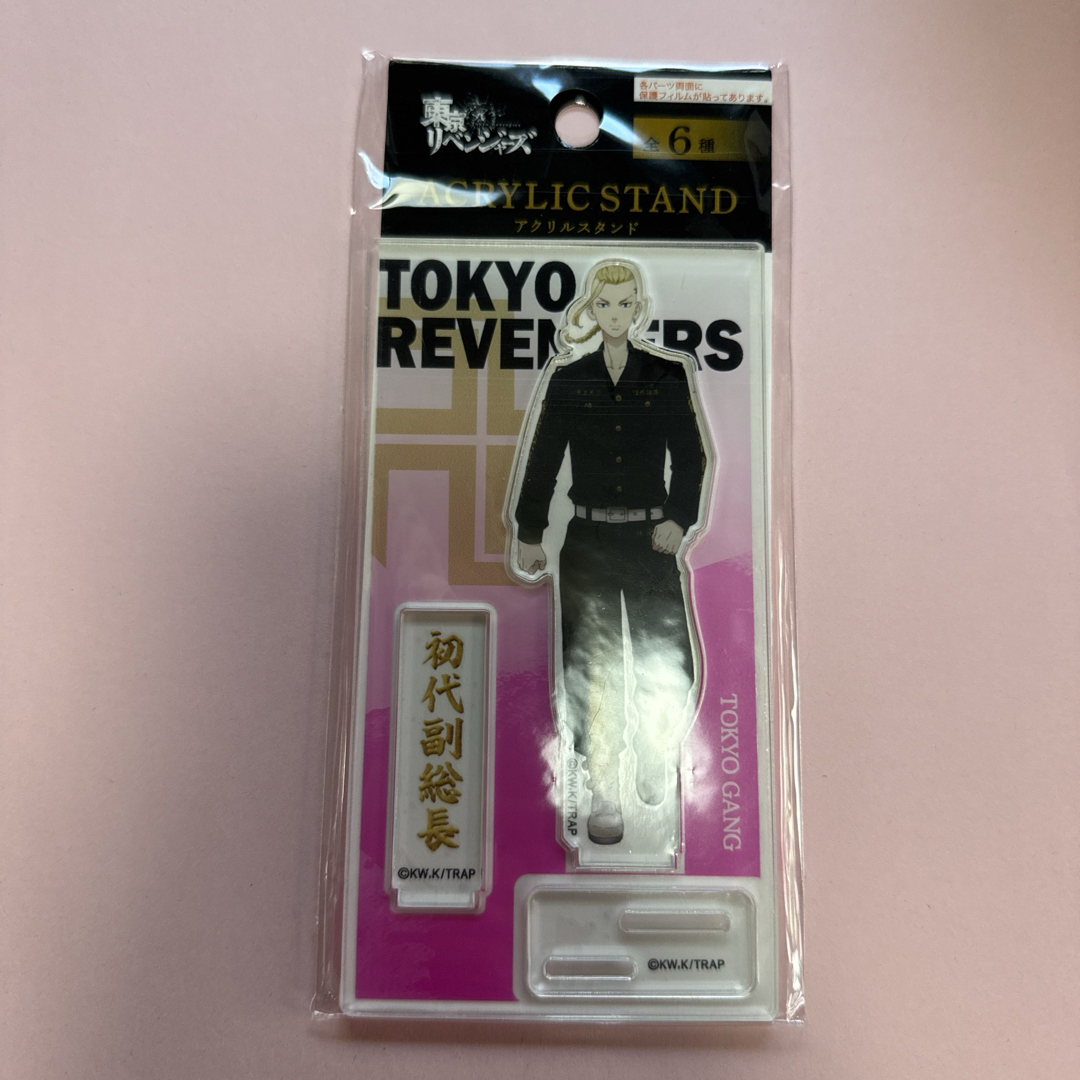 各パーツ両面に
保護フィルムが貼ってあります。
東京
リベンジャーズ
全6種
ACRYLIC STAND
アクリルスタンド
TOKYO
REVENGERS
初代副総長
©KW.K/TRAP
©KW.K/TRAP
TOKYO GANG
©KW.K/TRAP